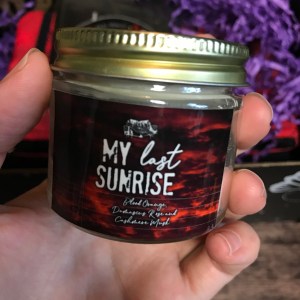 MY last
SUNRISE
Blood Orange,
Damascus Rose and
Cashmere Musk